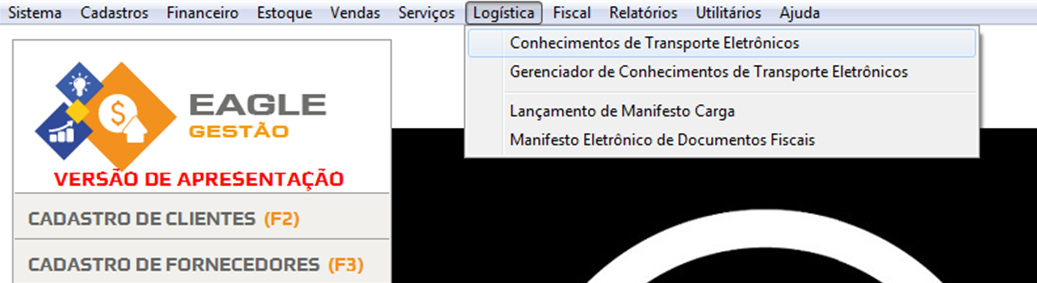 Sistema Cadastros Financeiro Estoque Vendas Serviços Logística Fiscal Relatórios Utilitários Ajuda
Conhecimentos de Transporte Eletrônicos
Gerenciador de Conhecimentos de Transporte Eletrônicos
Lançamento de Manifesto Carga
Manifesto Eletrônico de Documentos Fiscais
EAGLE
GESTÃO
VERSÃO DE APRESENTAÇÃO
CADASTRO DE CLIENTES (F2)
CADASTRO DE FORNECEDORES (F3)